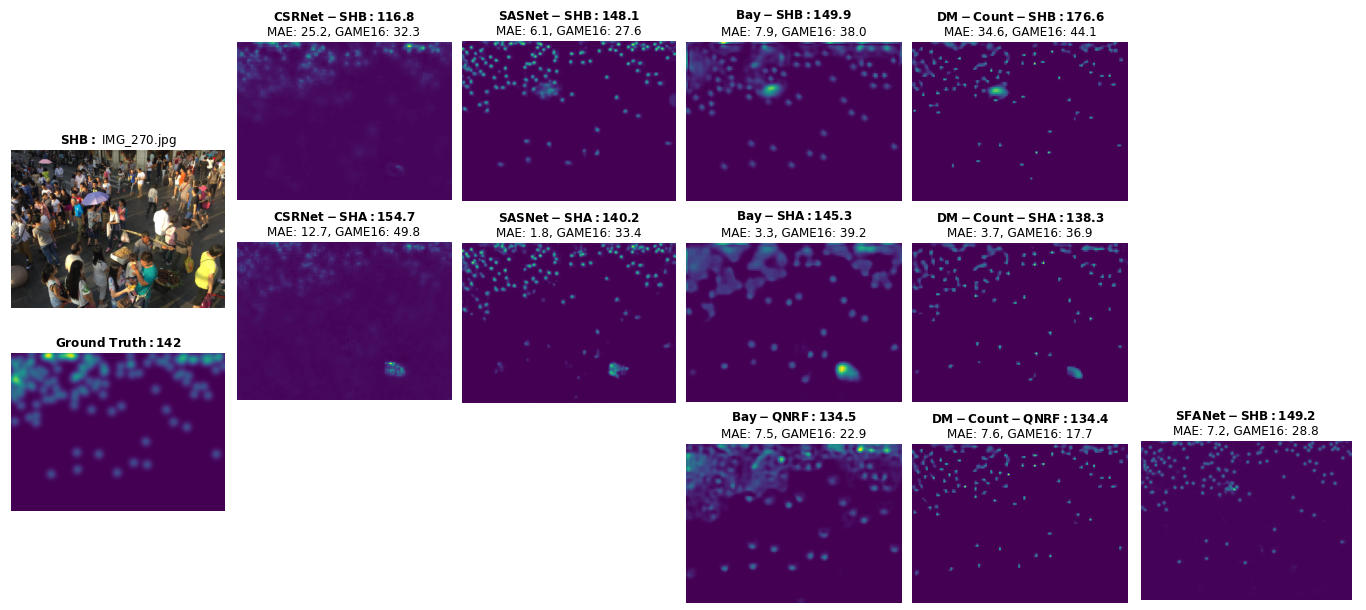 CSRNet−SHB: 116.8
MAE: 25.2, GAME16: 32.3
SASNet−SHB: 148.1
MAE: 6.1, GAME16: 27.6
Bay−SHB: 149.9
MAE: 7.9, GAME16: 38.0
DM−Count−SHB: 176.6
MAE: 34.6, GAME16: 44.1
SHB: IMG_270.jpg
CSRNet−SHA: 154.7
MAE: 12.7, GAME16: 49.8
SASNet−SHA: 140.2
MAE: 1.8, GAME16: 33.4
Bay−SHA: 145.3
MAE: 3.3, GAME16: 39.2
DM−Count−SHA: 138.3
MAE: 3.7, GAME16: 36.9
Ground Truth: 142
Bay−QNRF: 134.5
MAE: 7.5, GAME16: 22.9
DM−Count−QNRF: 134.4
MAE: 7.6, GAME16: 17.7
SFANet−SHB: 149.2
MAE: 7.2, GAME16: 28.8